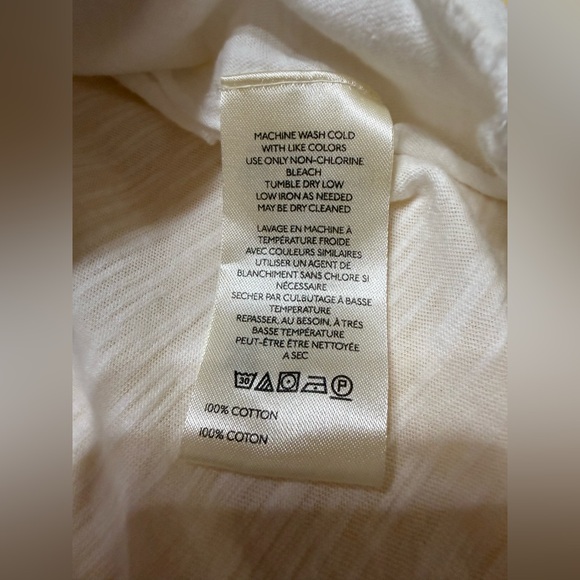 MACHINE WASH COLD
WITH LIKE COLORS
USE ONLY NON-CHLORINE
BLEACH
TUMBLE DRY LOW
LOW IRON AS NEEDED
MAY BE DRY CLEANED
LAVAGE EN MACHINE À
TEMPÉRATURE FROIDE
AVEC COULEURS SIMILAIRES
UTILISER UN AGENT DE
BLANCHIMENT SANS CHLORE SI
NÉCESSAIRE
SECHER PAR CULBUTAGE À BASSE
TEMPERATURE
REPASSER, AU BESOIN, À TRÈS
BASSE TEMPÉRATURE
PEUT-ÊTRE ÊTRE NETTOYÉE
A SEC
30 P
100% COTTON
100% COTON